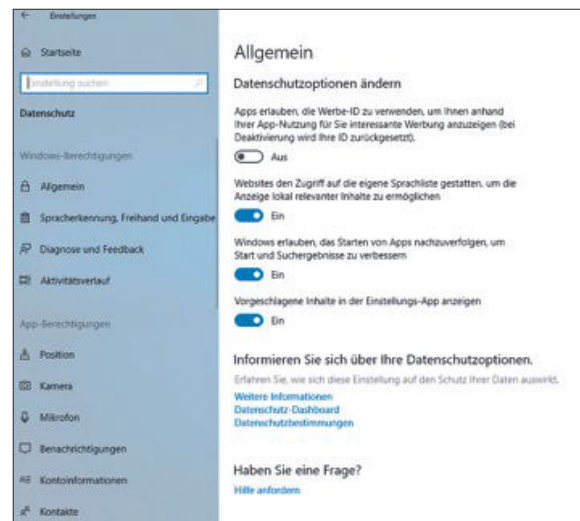 Einstellungen
Startseite
Einstellung suchen
Datenschutz
Windows-Berechtigungen
Allgemein
Spracherkennung, Freihand und Eingabe
Diagnose und Feedback
Aktivitätsverlauf
App-Berechtigungen
Position
Kamera
Mikrofon
Benachrichtigungen
Kontoinformationen
Kontakte
Allgemein
Datenschutzoptionen ändern
Apps erlauben, die Werbe-ID zu verwenden, um Ihnen anhand
Ihrer App-Nutzung für Sie interessante Werbung anzuzeigen (bei
Deaktivierung wird Ihre ID zurückgesetzt).
Aus
Websites den Zugriff auf die eigene Sprachliste gestatten, um die
Anzeige lokal relevanter Inhalte zu ermöglichen
Ein
Windows erlauben, das Starten von Apps nachzuverfolgen, um
Start und Suchergebnisse zu verbessern
Ein
Vorgeschlagene Inhalte in der Einstellungs-App anzeigen
Ein
Informieren Sie sich über Ihre Datenschutzoptionen.
Erfahren Sie, wie sich diese Einstellung auf den Schutz Ihrer Daten auswirkt.
Weitere Informationen
Datenschutz-Dashboard
Datenschutzbestimmungen
Haben Sie eine Frage?
Hilfe anfordern